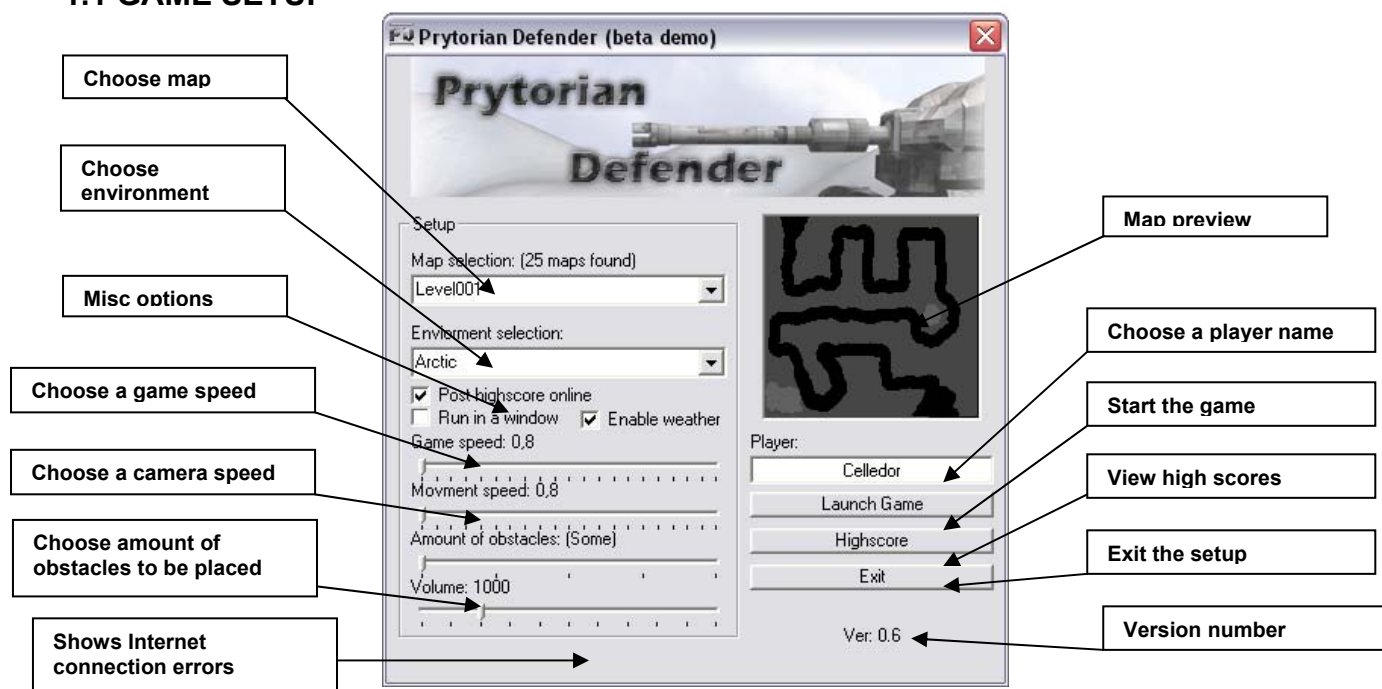 1.1 GAME SETUP
Prytorian Defender (beta demo)
Prytorian
Defender
Choose map
Choose
environment
Misc options
Choose a game speed
Choose a camera speed
Choose amount of
obstacles to be placed
Shows Internet
connection errors
Setup
Map selection: (25 maps found)
Level001
Enviorment selection:
Arctic
Post highscore online
Run in a window
Enable weather
Game speed: 0,8
Movment speed: 0,8
Amount of obstacles: (Some)
Volume: 1000
Player:
Celledor
Launch Game
Highscore
Exit
Ver: 0.6
Map preview
Choose a player name
Start the game
View high scores
Exit the setup
Version number